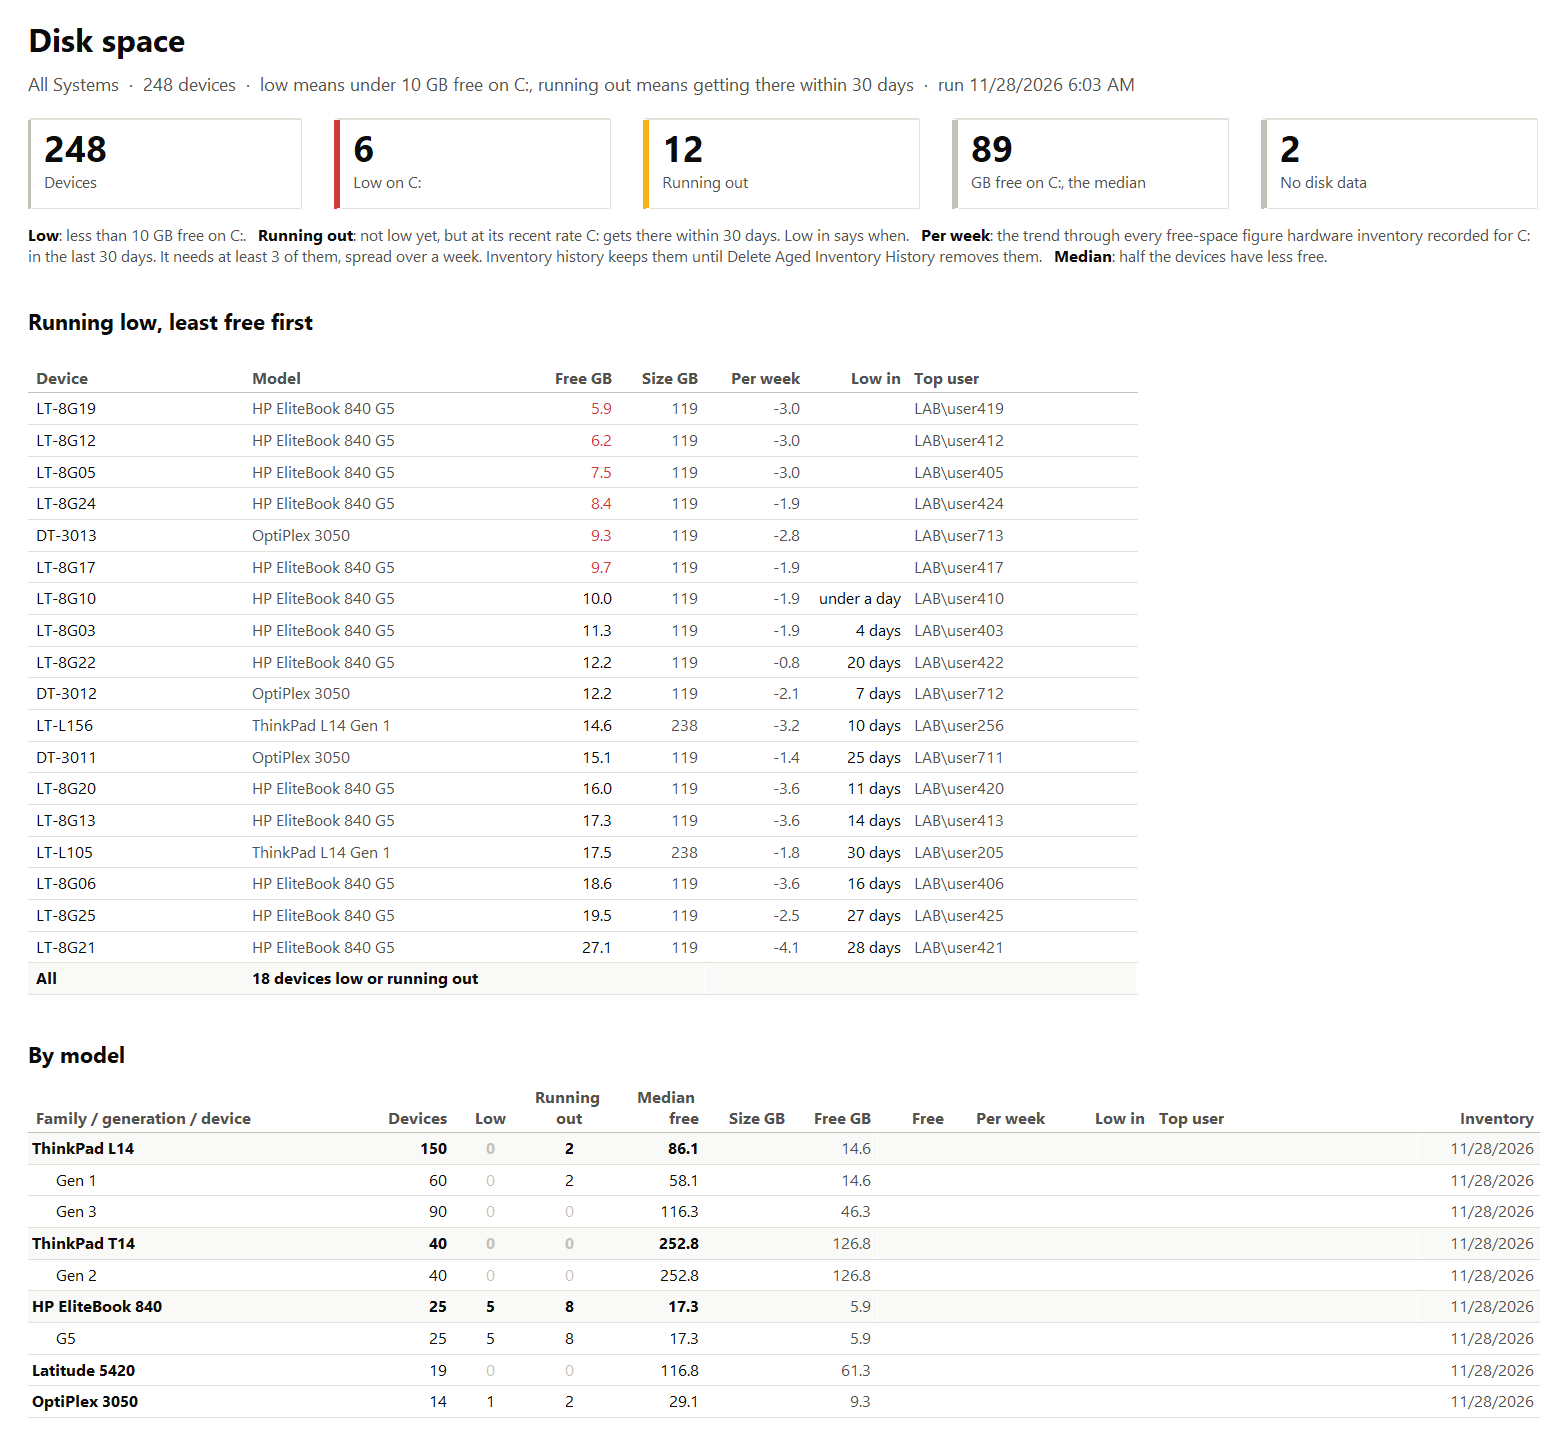 Disk space
All Systems · 248 devices · low means under 10 GB free on C:, running out means getting there within 30 days · run 11/28/2026 6:03 AM
248 6 12 89 2
Devices Low on C: Running out GB free on C:, the median No disk data
Low: less than 10 GB free on C:. Running out: not low yet, but at its recent rate C: gets there within 30 days. Low in says when. Per week: the trend through every free-space figure hardware inventory recorded for C:
in the last 30 days. It needs at least 3 of them, spread over a week. Inventory history keeps them until Delete Aged Inventory History removes them. Median: half the devices have less free.
Running low, least free first
Device Model Free GB Size GB Per week Low in Top user
LT-8G19 HP EliteBook 840 G5 5.9 119 -3.0 LAB\user419
LT-8G12 HP EliteBook 840 G5 6.2 119 -3.0 LAB\user412
LT-8G05 HP EliteBook 840 G5 7.5 119 -3.0 LAB\user405
LT-8G24 HP EliteBook 840 G5 8.4 119 -1.9 LAB\user424
DT-3013 OptiPlex 3050 9.3 119 -2.8 LAB\user713
LT-8G17 HP EliteBook 840 G5 9.7 119 -1.9 LAB\user417
LT-8G10 HP EliteBook 840 G5 10.0 119 -1.9 under a day LAB\user410
LT-8G03 HP EliteBook 840 G5 11.3 119 -1.9 4 days LAB\user403
LT-8G22 HP EliteBook 840 G5 12.2 119 -0.8 20 days LAB\user422
DT-3012 OptiPlex 3050 12.2 119 -2.1 7 days LAB\user712
LT-L156 ThinkPad L14 Gen 1 14.6 238 -3.2 10 days LAB\user256
DT-3011 OptiPlex 3050 15.1 119 -1.4 25 days LAB\user711
LT-8G20 HP EliteBook 840 G5 16.0 119 -3.6 11 days LAB\user420
LT-8G13 HP EliteBook 840 G5 17.3 119 -3.6 14 days LAB\user413
LT-L105 ThinkPad L14 Gen 1 17.5 238 -1.8 30 days LAB\user205
LT-8G06 HP EliteBook 840 G5 18.6 119 -3.6 16 days LAB\user406
LT-8G25 HP EliteBook 840 G5 19.5 119 -2.5 27 days LAB\user425
LT-8G21 HP EliteBook 840 G5 27.1 119 -4.1 28 days LAB\user421
All 18 devices low or running out
By model
Running Median
Family / generation / device Devices Low out free Size GB Free GB Free Per week Low in Top user Inventory
ThinkPad L14 150 0 2 86.1 14.6 11/28/2026
Gen 1 60 0 2 58.1 14.6 11/28/2026
Gen 3 90 0 0 116.3 46.3 11/28/2026
ThinkPad T14 40 0 0 252.8 126.8 11/28/2026
Gen 2 40 0 0 252.8 126.8 11/28/2026
HP EliteBook 840 25 5 8 17.3 5.9 11/28/2026
G5 25 5 8 17.3 5.9 11/28/2026
Latitude 5420 19 0 0 116.8 61.3 11/28/2026
OptiPlex 3050 14 1 2 29.1 9.3 11/28/2026